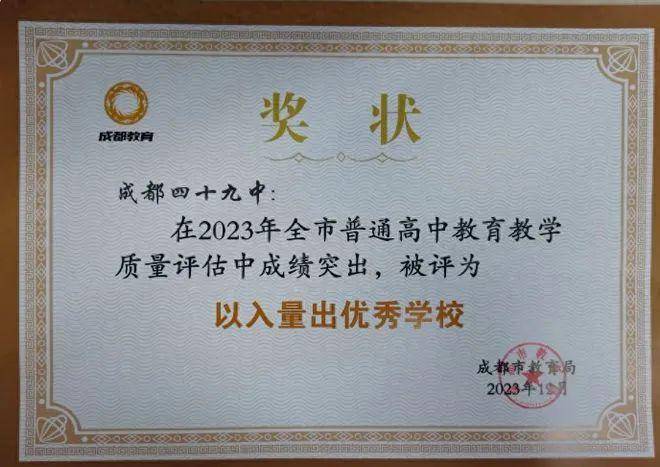 成都教育
奖状
成都四十九中:
在2023年全市普通高中教育教学
质量评估中成绩突出，被评为
以入量出优秀学校
成都市教育局
2023年12月